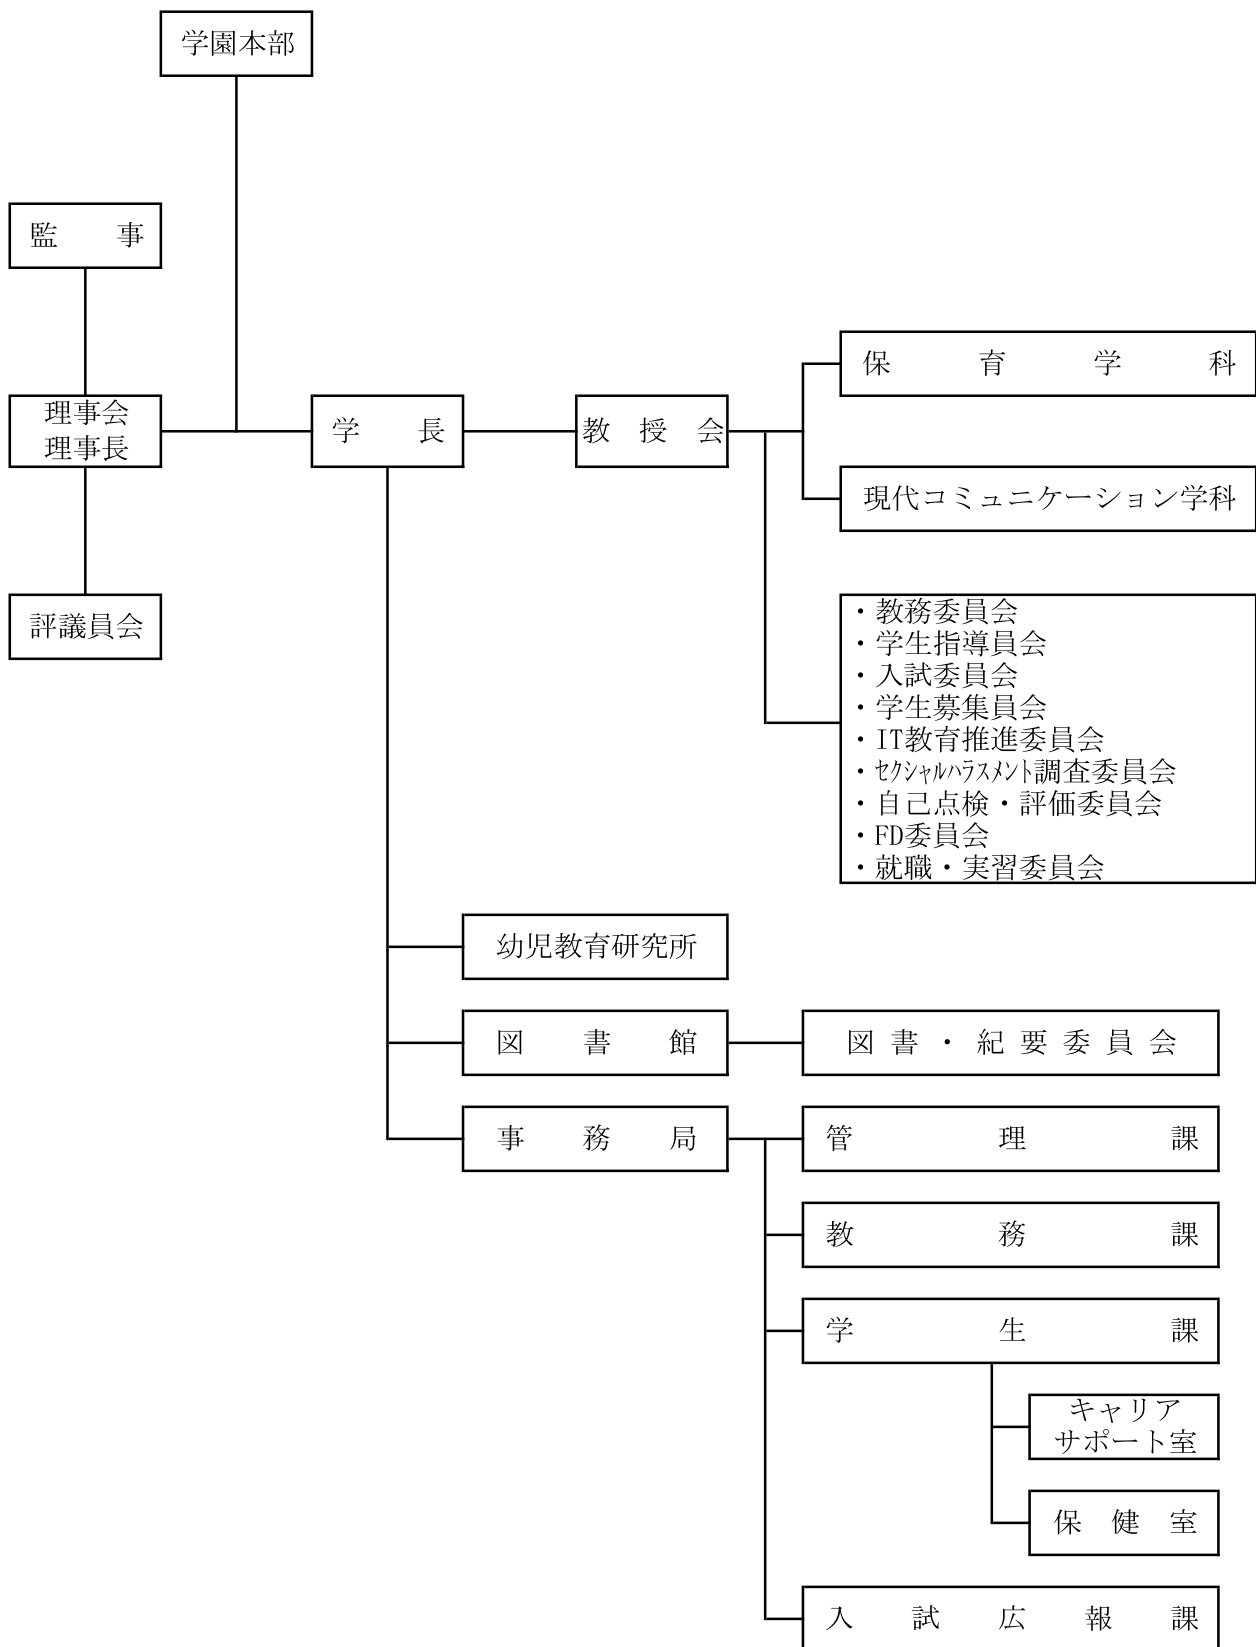 学園本部
監事
理事会
理事長
学長
教授会
保育学科
現代コミュニケーション学科
評議員会
・教務委員会
・学生指導員会
・入試委員会
・学生募集員会
・IT教育推進委員会
・ｾｸｼｬﾙﾊﾗｽﾒﾝﾄ調査委員会
・自己点検・評価委員会
・FD委員会
・就職・実習委員会
幼児教育研究所
図書館
図書・紀要委員会
事務局
管理課
教務課
学生課
キャリア
サポート室
保健室
入試広報課